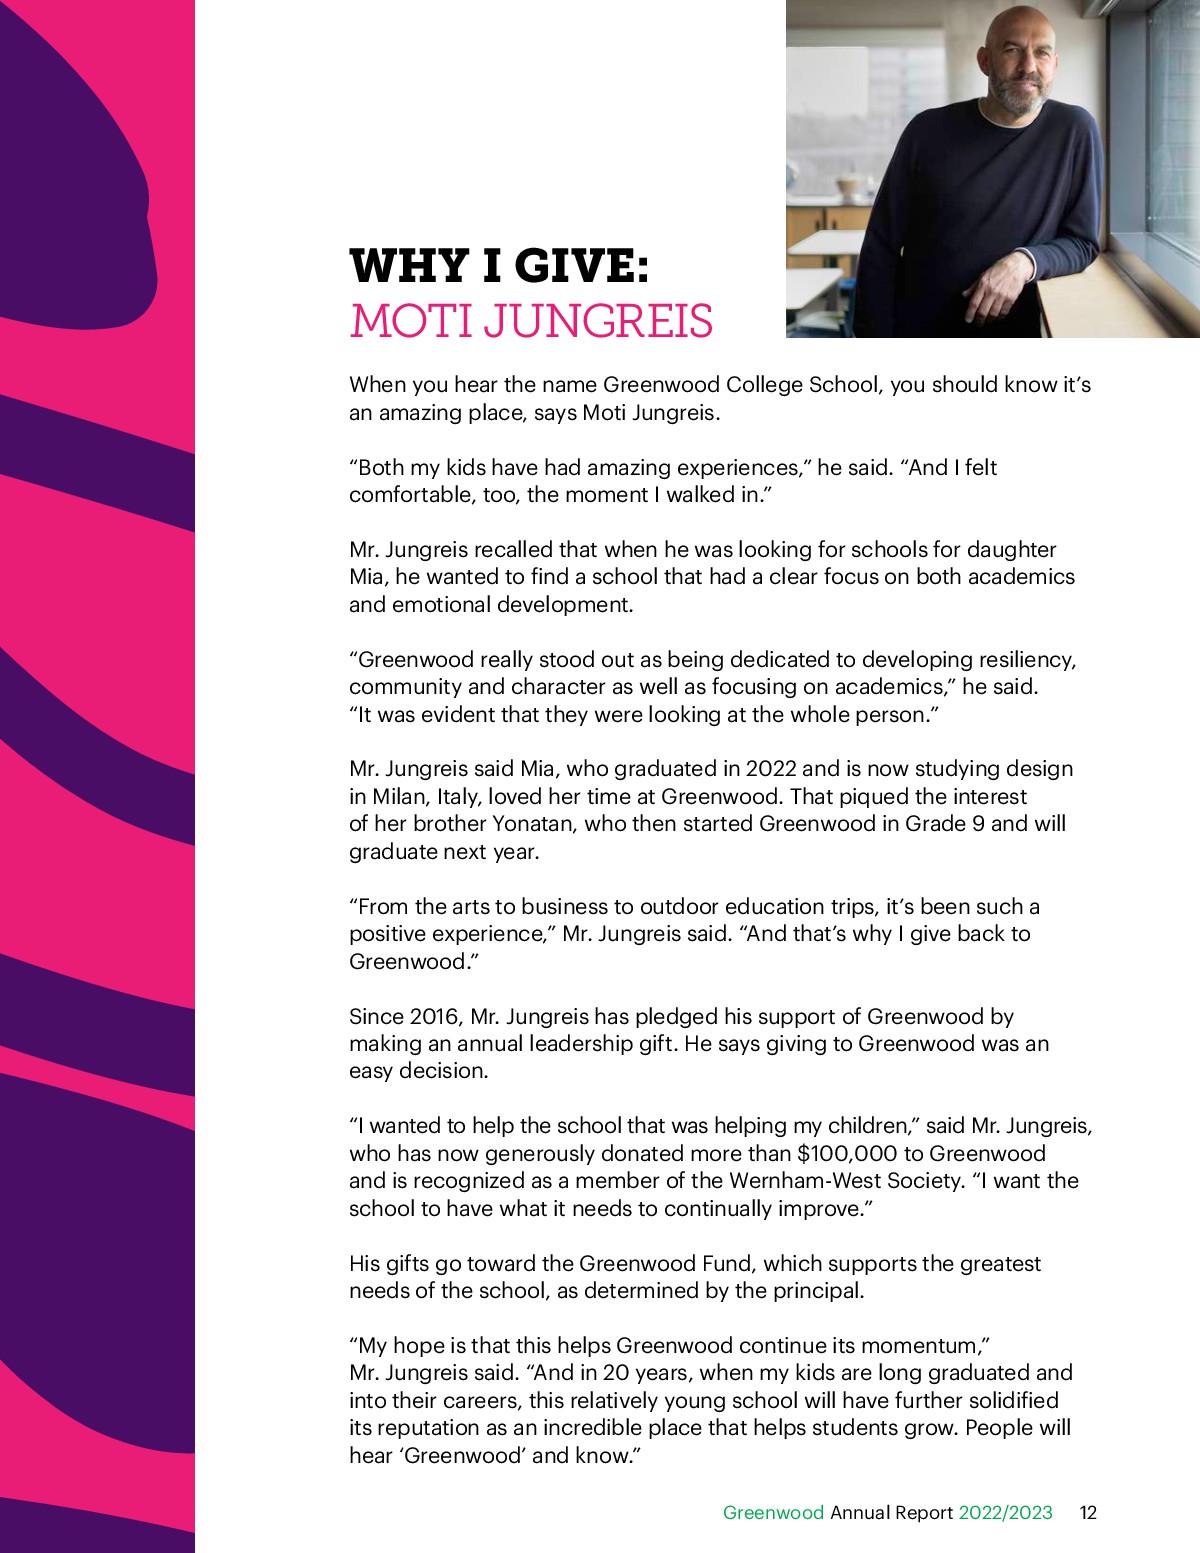 WHY I GIVE:
MOTI JUNGREIS
When you hear the name Greenwood College School, you should know it’s
an amazing place, says Moti Jungreis.
“Both my kids have had amazing experiences,” he said. “And I felt
comfortable, too, the moment I walked in.”
Mr. Jungreis recalled that when he was looking for schools for daughter
Mia, he wanted to find a school that had a clear focus on both academics
and emotional development.
“Greenwood really stood out as being dedicated to developing resiliency,
community and character as well as focusing on academics,” he said.
“It was evident that they were looking at the whole person.”
Mr. Jungreis said Mia, who graduated in 2022 and is now studying design
in Milan, Italy, loved her time at Greenwood. That piqued the interest
of her brother Yonatan, who then started Greenwood in Grade 9 and will
graduate next year.
“From the arts to business to outdoor education trips, it’s been such a
positive experience,” Mr. Jungreis said. “And that’s why I give back to
Greenwood.”
Since 2016, Mr. Jungreis has pledged his support of Greenwood by
making an annual leadership gift. He says giving to Greenwood was an
easy decision.
“I wanted to help the school that was helping my children,” said Mr. Jungreis,
who has now generously donated more than $100,000 to Greenwood
and is recognized as a member of the Wernham-West Society. “I want the
school to have what it needs to continually improve.”
His gifts go toward the Greenwood Fund, which supports the greatest
needs of the school, as determined by the principal.
“My hope is that this helps Greenwood continue its momentum,”
Mr. Jungreis said. “And in 20 years, when my kids are long graduated and
into their careers, this relatively young school will have further solidified
its reputation as an incredible place that helps students grow. People will
hear ‘Greenwood’ and know.”
Greenwood Annual Report 2022/2023 12